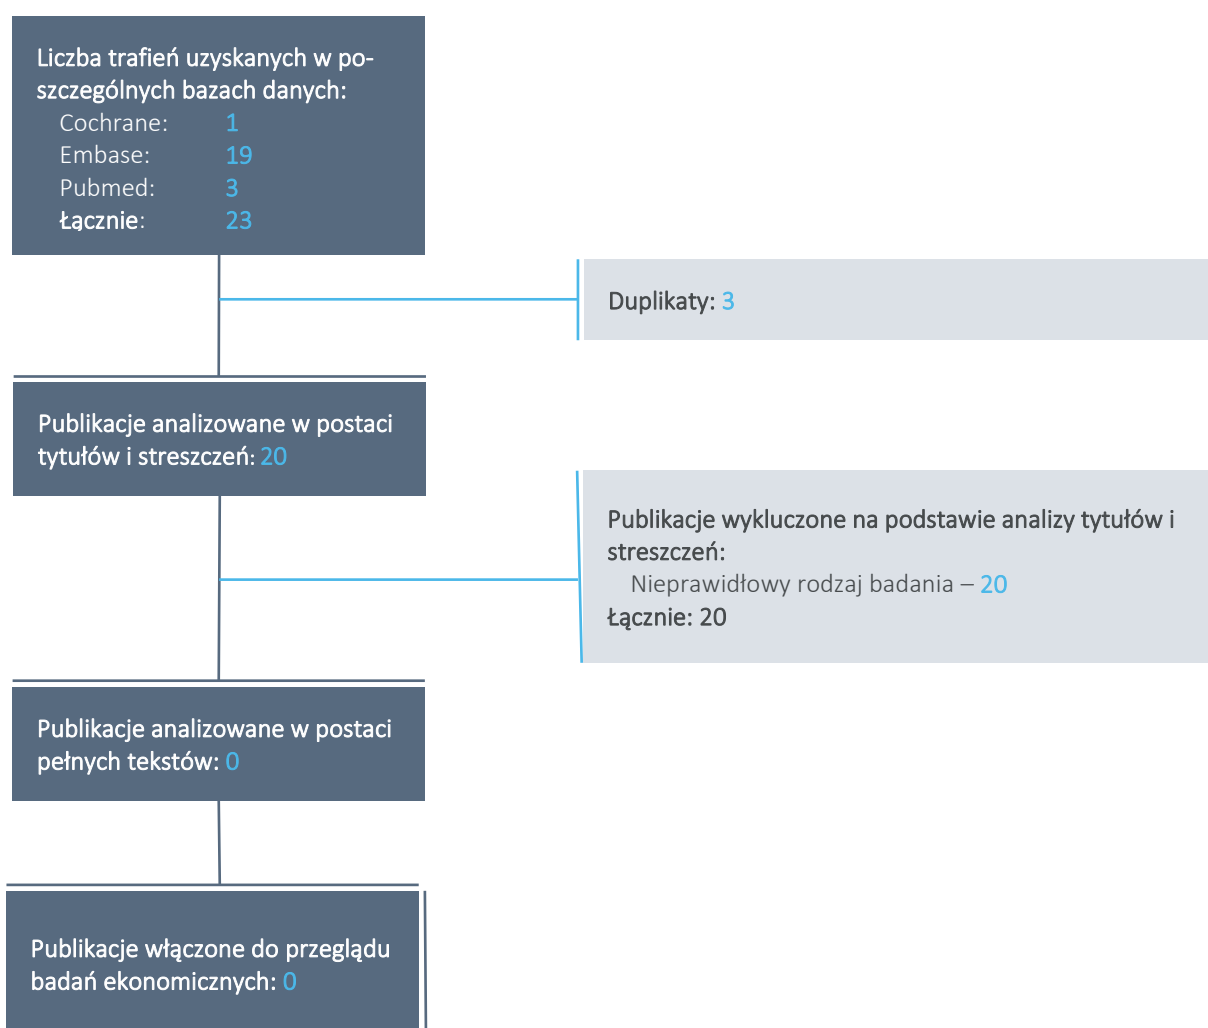 Liczba trafień uzyskanych w po-
szczególnych bazach danych:
Cochrane: 1
Embase: 19
Pubmed: 3
Łącznie: 23
Duplikaty: 3
Publikacje analizowane w postaci
tytułów i streszczeń: 20
Publikacje wykluczone na podstawie analizy tytułów i
streszczeń:
Nieprawidłowy rodzaj badania – 20
Łącznie: 20
Publikacje analizowane w postaci
pełnych tekstów: 0
Publikacje włączone do przeglądu
badań ekonomicznych: 0